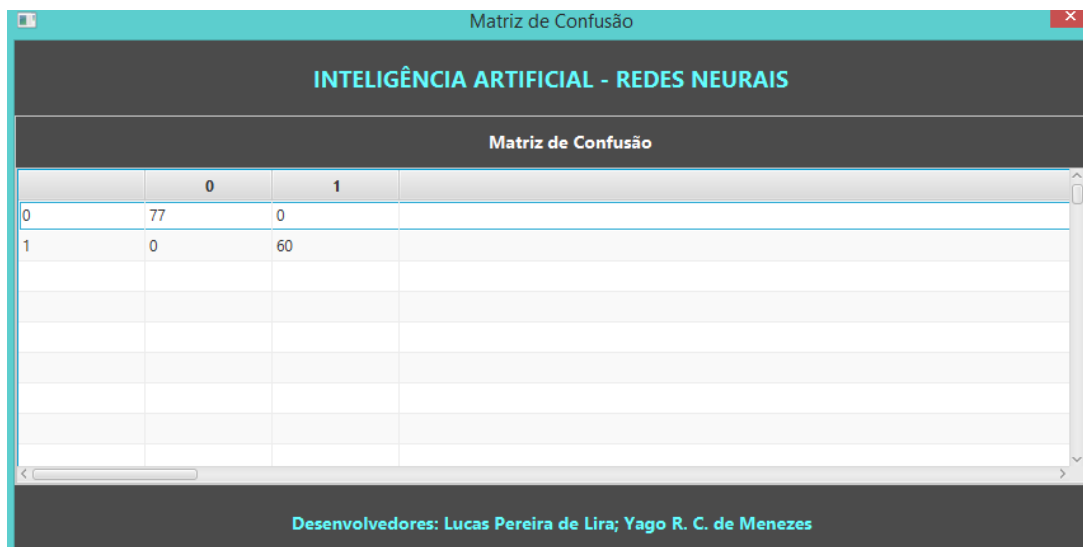 Matriz de Confusão
INTELIGÊNCIA ARTIFICIAL - REDES NEURAIS
Matriz de Confusão
0 1
0 77 0
1 0 60
Desenvolvedores: Lucas Pereira de Lira; Yago R. C. de Menezes